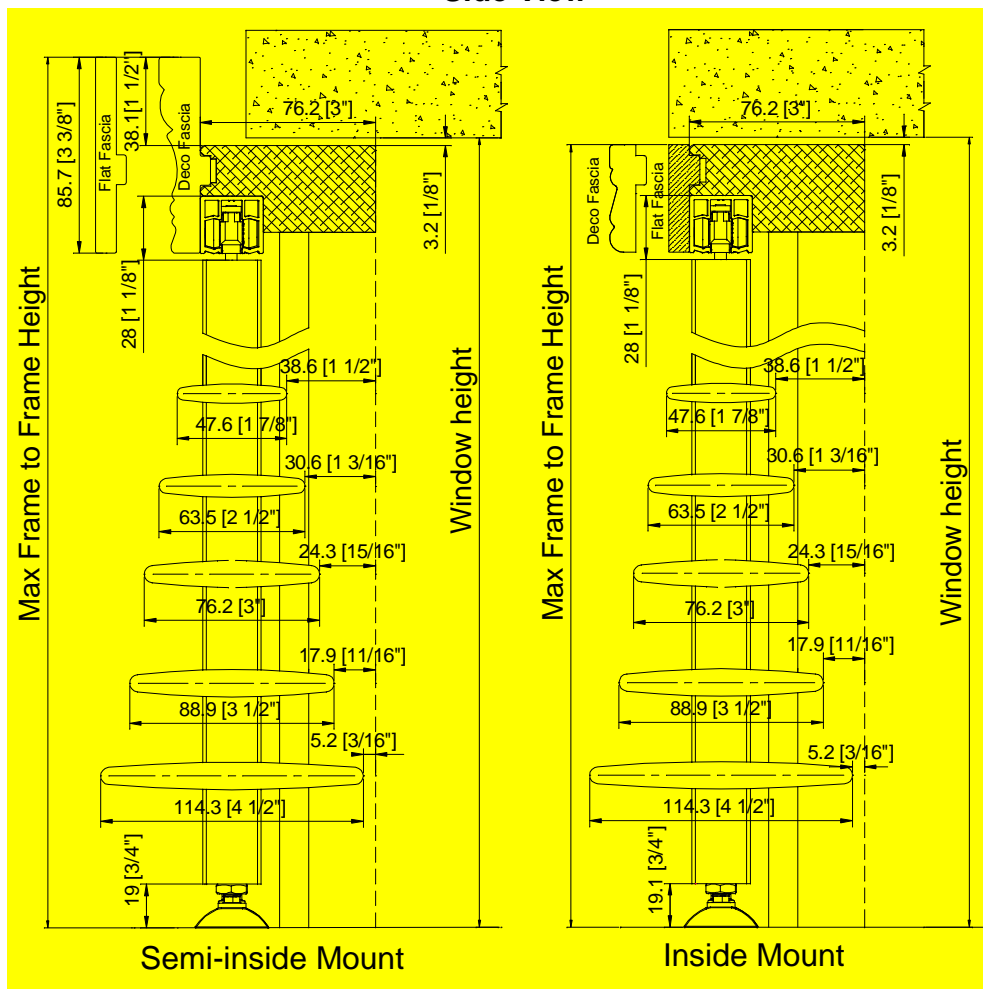 85.7 [3 3/8"]
Flat Fascia
38.1[1 1/2"]
Deco Fascia
76.2 [3"]
3.2 [1/8"]
28 [1 1/8"]
Max Frame to Frame Height
Window height
38.6 [1 1/2"]
47.6 [1 7/8"]
30.6 [1 3/16"]
63.5 [2 1/2"]
24.3 [15/16"]
76.2 [3"]
17.9 [11/16"]
88.9 [3 1/2"]
5.2 [3/16"]
114.3 [4 1/2"]
19 [3/4"]
Semi-inside Mount
76.2 [3"]
Deco Fascia
Flat Fascia
3.2 [1/8"]
28 [1 1/8"]
Max Frame to Frame Height
Window height
38.6 [1 1/2"]
47.6 [1 7/8"]
30.6 [1 3/16"]
63.5 [2 1/2"]
24.3 [15/16"]
76.2 [3"]
17.9 [11/16"]
88.9 [3 1/2"]
5.2 [3/16"]
114.3 [4 1/2"]
19.1 [3/4"]
Inside Mount